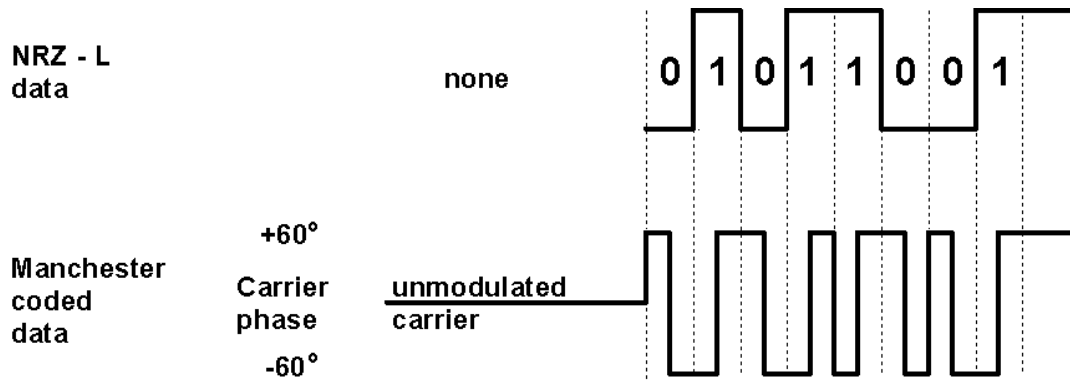 NRZ - L
data
none
0 1 0 1 1 0 0 1
+60°
Manchester
coded
data
Carrier
phase
unmodulated
carrier
-60°